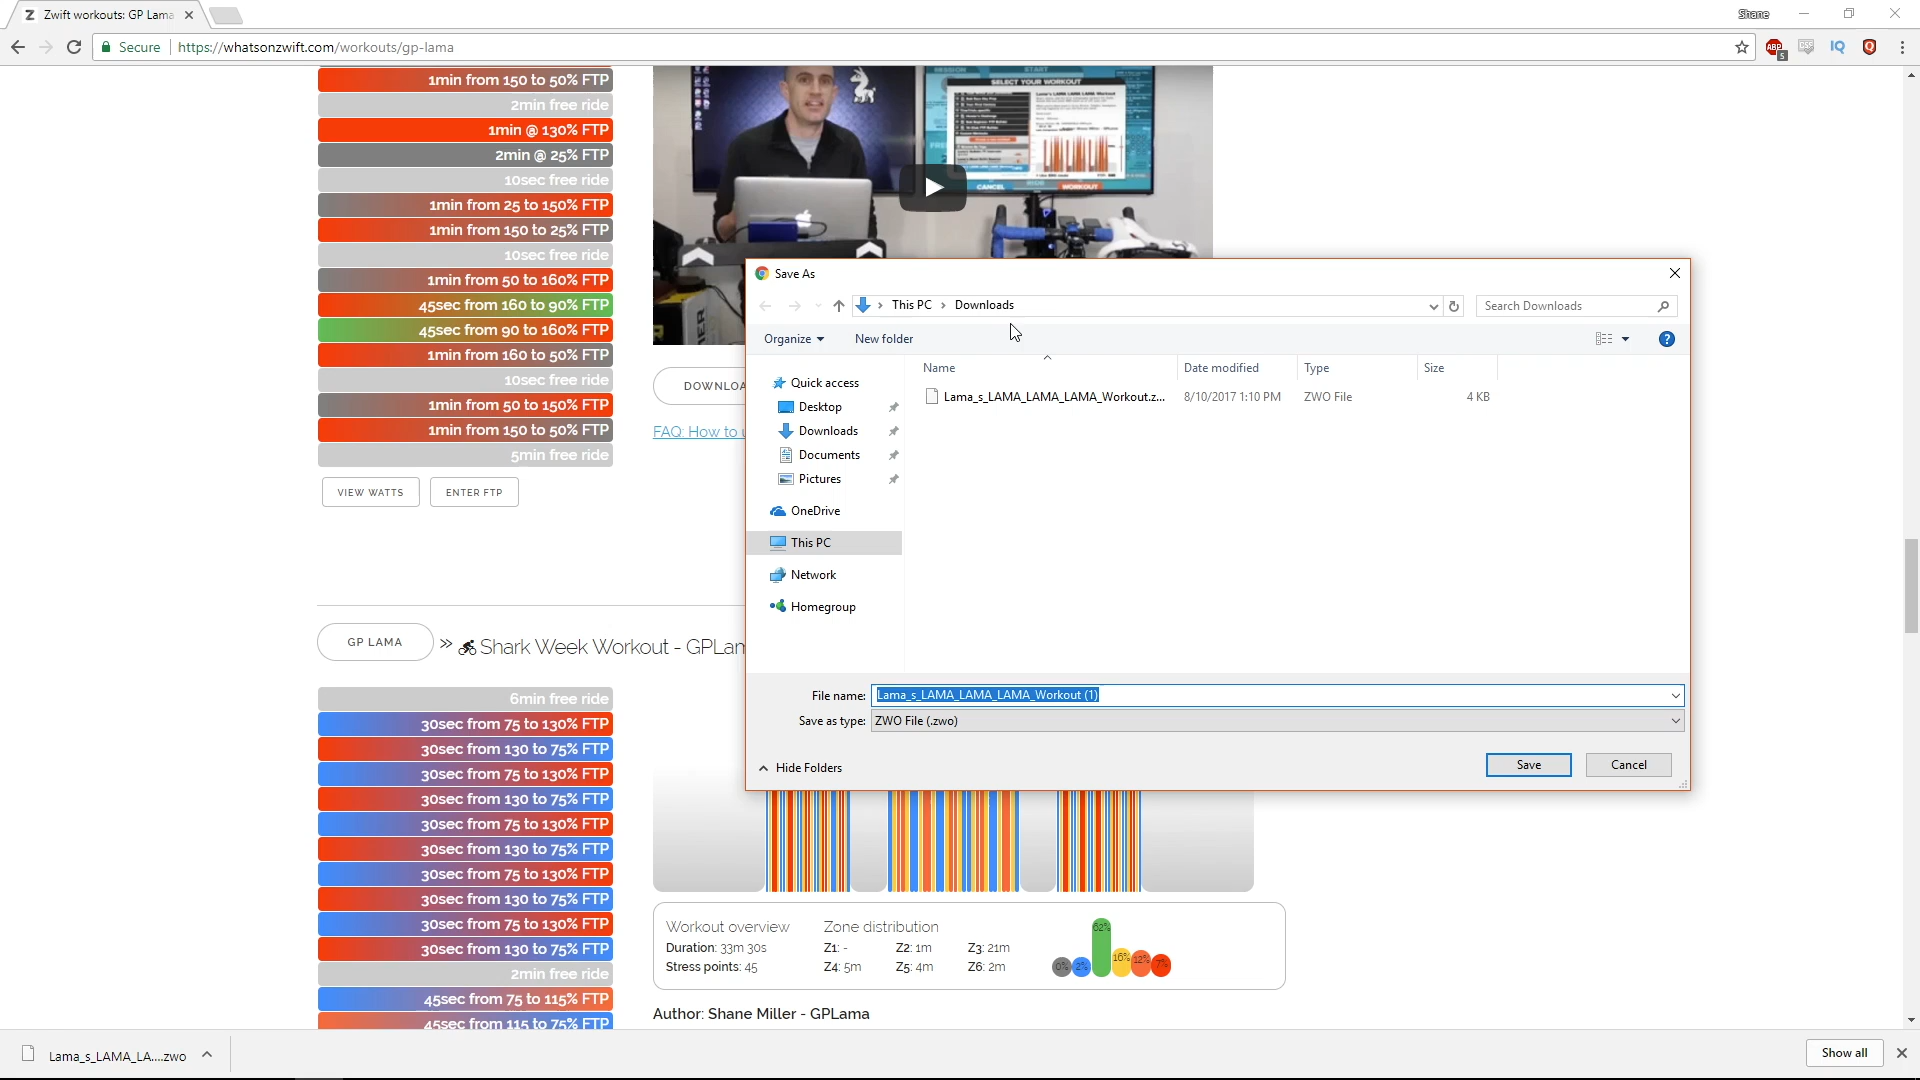 Zwift workouts: GP Lama
Shane
Secure
https://whatsonzwift.com/workouts/gp-lama
1min from 150 to 50% FTP
2min free ride
1min @ 130% FTP
2min @ 25% FTP
10sec free ride
1min from 25 to 150% FTP
1min from 150 to 25% FTP
10sec free ride
1min from 50 to 160% FTP
45sec from 160 to 90% FTP
45sec from 90 to 160% FTP
1min from 160 to 50% FTP
10sec free ride
1min from 50 to 150% FTP
1min from 150 to 50% FTP
5min free ride
VIEW WATTS
ENTER FTP
SELECT YOUR WORKOUT
CANCEL
WORKOUT
DOWNLOA
FAQ: How to u
Save As
This PC > Downloads
Search Downloads
Organize
New folder
Name
Date modified
Type
Size
Lama_s_LAMA_LAMA_LAMA_Workout.z...
8/10/2017 1:10 PM
ZWO File
4 KB
Quick access
Desktop
Downloads
Documents
Pictures
OneDrive
This PC
Network
Homegroup
File name:
Lama_s_LAMA_LAMA_LAMA_Workout (1)
Save as type:
ZWO File (.zwo)
Hide Folders
Save
Cancel
GP LAMA
» Shark Week Workout - GPLam
6min free ride
30sec from 75 to 130% FTP
30sec from 130 to 75% FTP
30sec from 75 to 130% FTP
30sec from 130 to 75% FTP
30sec from 75 to 130% FTP
30sec from 130 to 75% FTP
30sec from 75 to 130% FTP
30sec from 130 to 75% FTP
30sec from 75 to 130% FTP
30sec from 130 to 75% FTP
2min free ride
45sec from 75 to 115% FTP
45sec from 115 to 75% FTP
Workout overview
Duration: 33m 30s
Stress points: 45
Zone distribution
Z1: -
Z2: 1m
Z3: 21m
Z4: 5m
Z5: 4m
Z6: 2m
0%
2%
62%
16%
12%
7%
Author: Shane Miller - GPLama
Lama_s_LAMA_LA....zwo
Show all